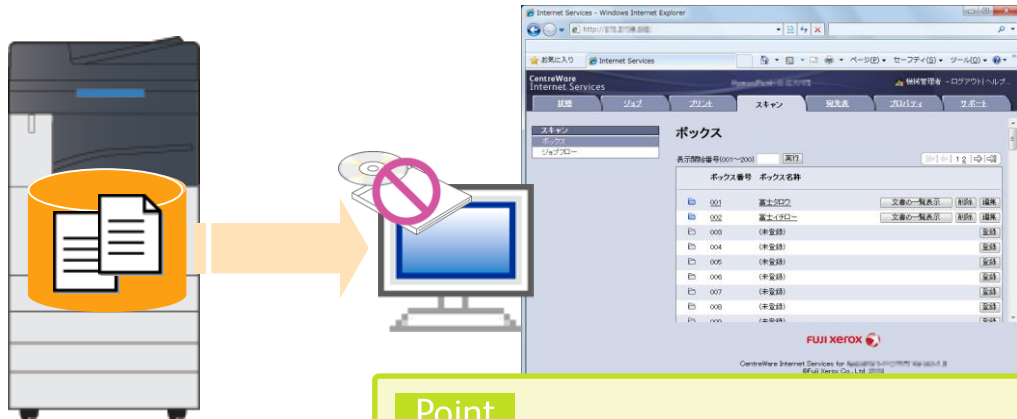 Internet Services - Windows Internet Explorer
http://
お気に入り Internet Services ページ(P) セーフティ(S) ツール(O)
CentreWare
Internet Services
機械管理者 - ログアウト | ヘルプ
状態 ジョブ プリント スキャン 宛先表 プロパティ サポート
スキャン
ボックス
ジョブフロー
ボックス
表示開始番号(001～200) 実行 1 2
ボックス番号 ボックス名称
001 富士タロウ 文書の一覧表示 削除 編集
002 富士イチロー 文書の一覧表示 削除 編集
003 (未登録) 登録
004 (未登録) 登録
005 (未登録) 登録
006 (未登録) 登録
007 (未登録) 登録
008 (未登録) 登録
009 (未登録) 登録
FUJI XEROX
CentreWare Internet Services for
©Fuji Xerox Co., Ltd.
Point